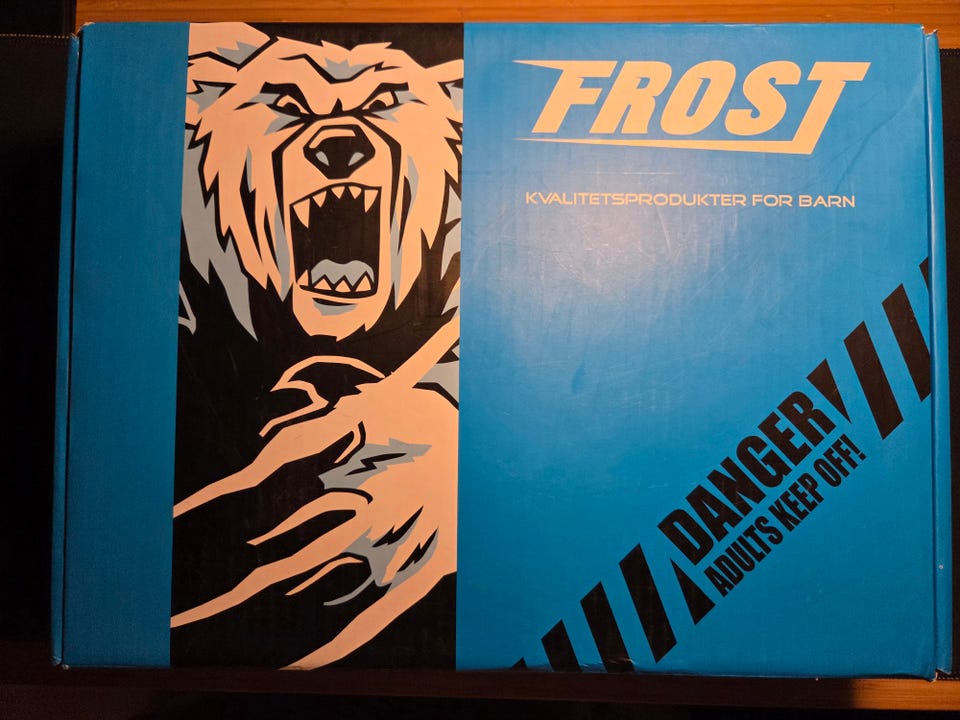 FROST
KVALITETSPRODUKTER FOR BARN
DANGER
ADULTS KEEP OFF!